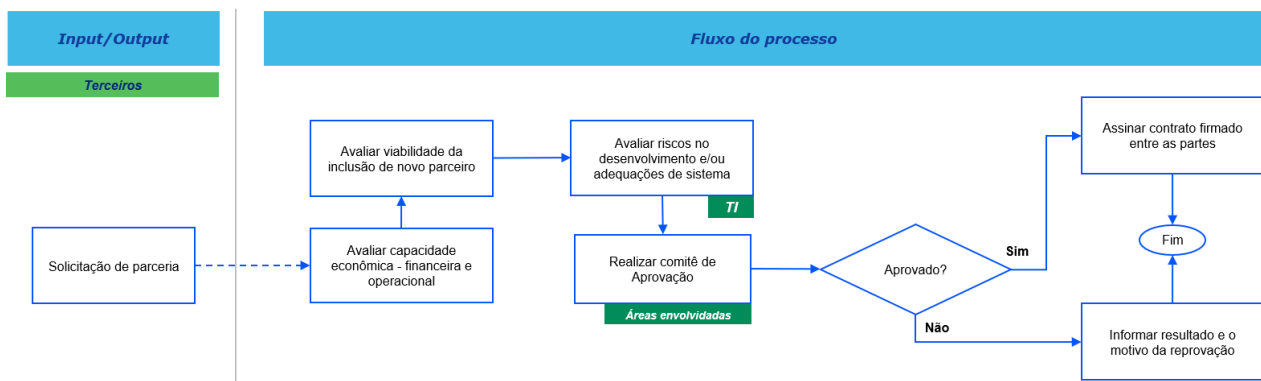 Input/Output
Fluxo do processo
Terceiros
Solicitação de parceria
Avaliar capacidade
econômica - financeira e
operacional
Avaliar viabilidade da
inclusão de novo parceiro
Avaliar riscos no
desenvolvimento e/ou
adequações de sistema
TI
Realizar comitê de
Aprovação
Áreas envolvidadas
Aprovado?
Sim
Assinar contrato firmado
entre as partes
Não
Informar resultado e o
motivo da reprovação
Fim